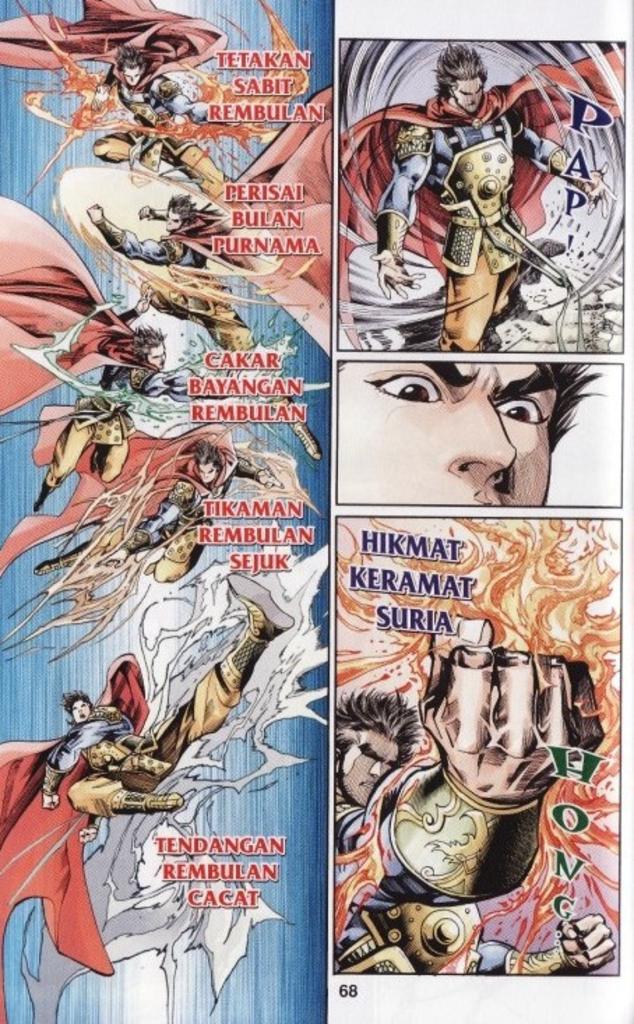 TETAKAN
SABIT
REMBULAN
PERISAI
BULAN
PURNAMA
CAKAR
BAYANGAN
REMBULAN
TIKAMAN
REMBULAN
SEJUK
TENDANGAN
REMBULAN
CACAT
PAP!
HIKMAT
KERAMAT
SURIA
HONG
68